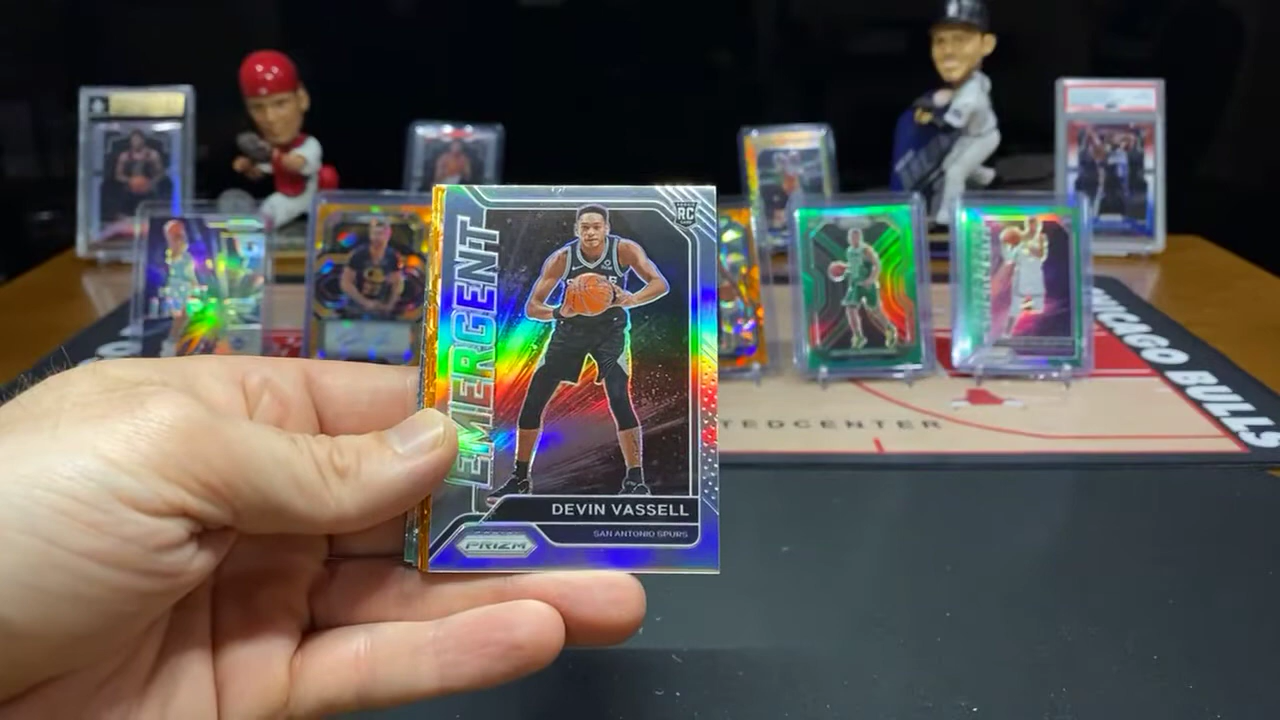 RC
EMERGENT
DEVIN VASSELL
SAN ANTONIO SPURS
PRIZM
CHICAGO BULLS
TEDCENTER